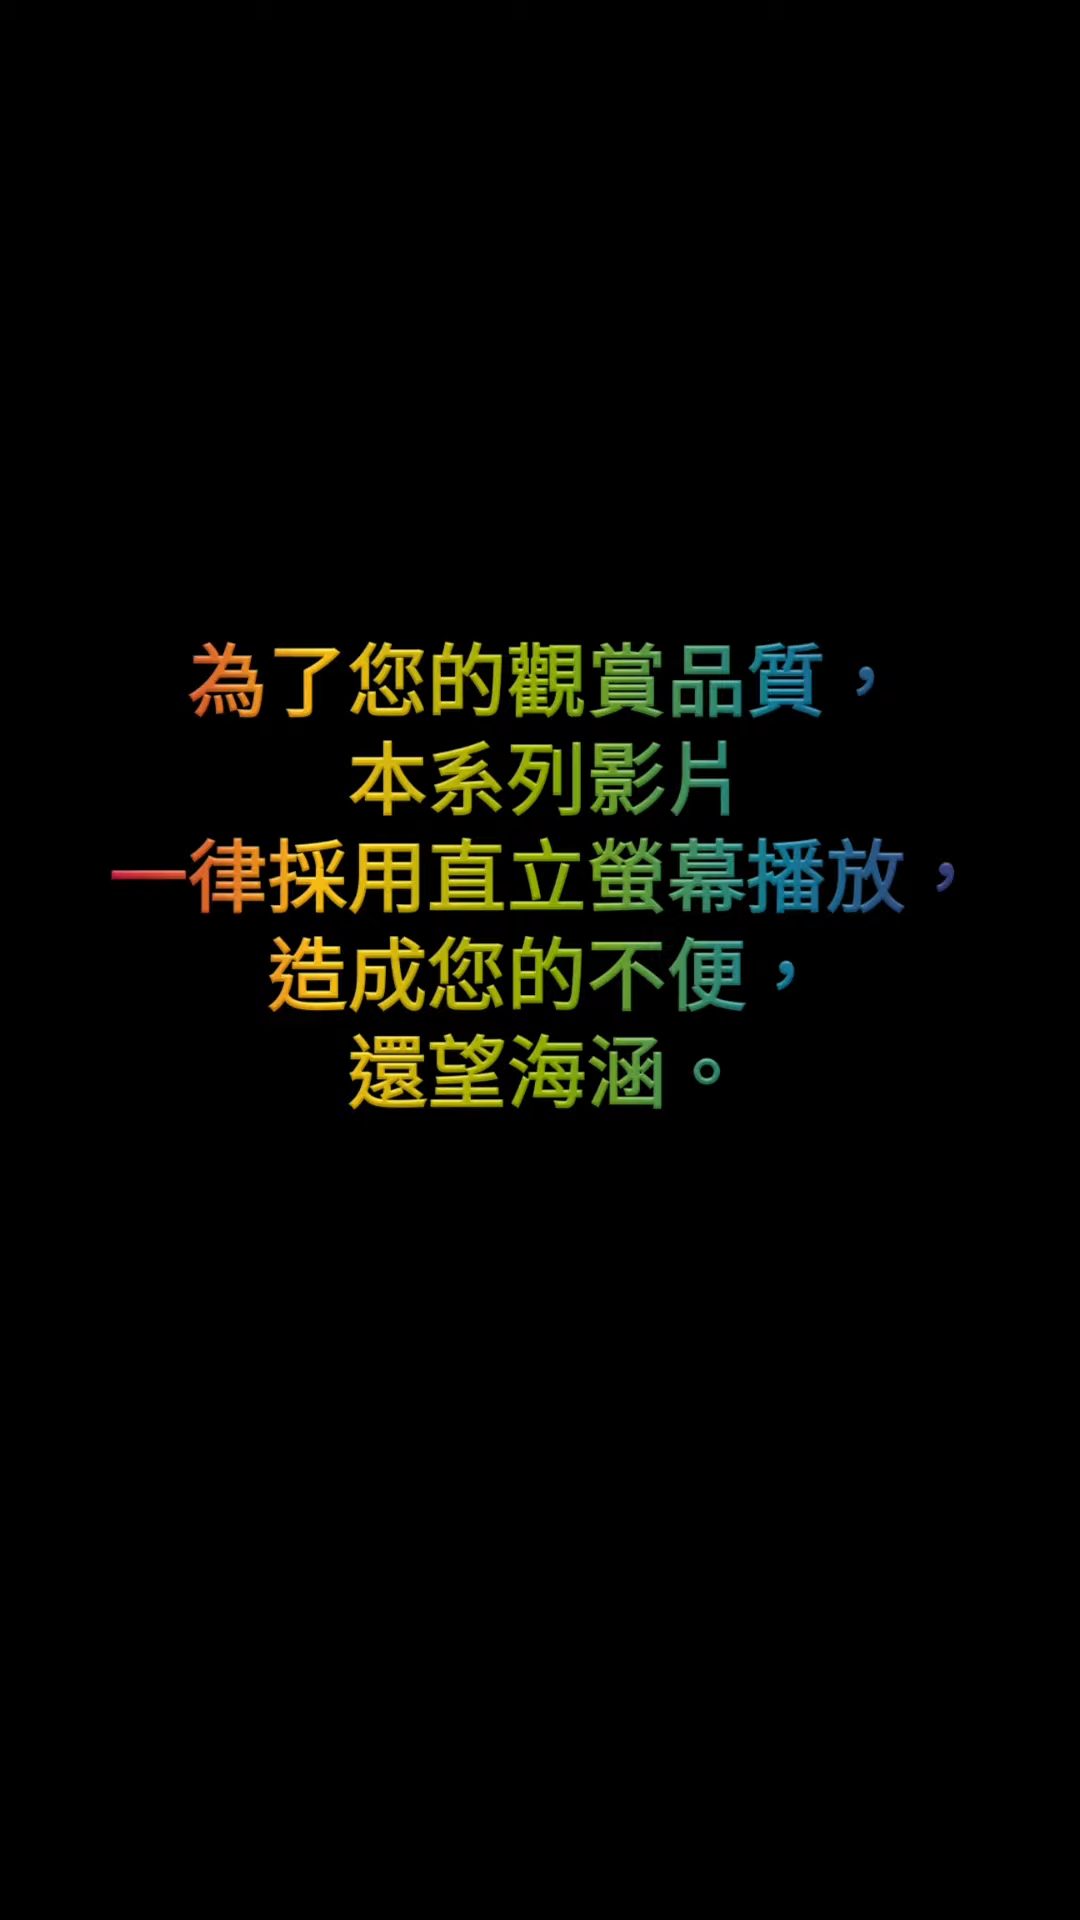 為了您的觀賞品質，
本系列影片
一律採用直立螢幕播放，
造成您的不便，
還望海涵。